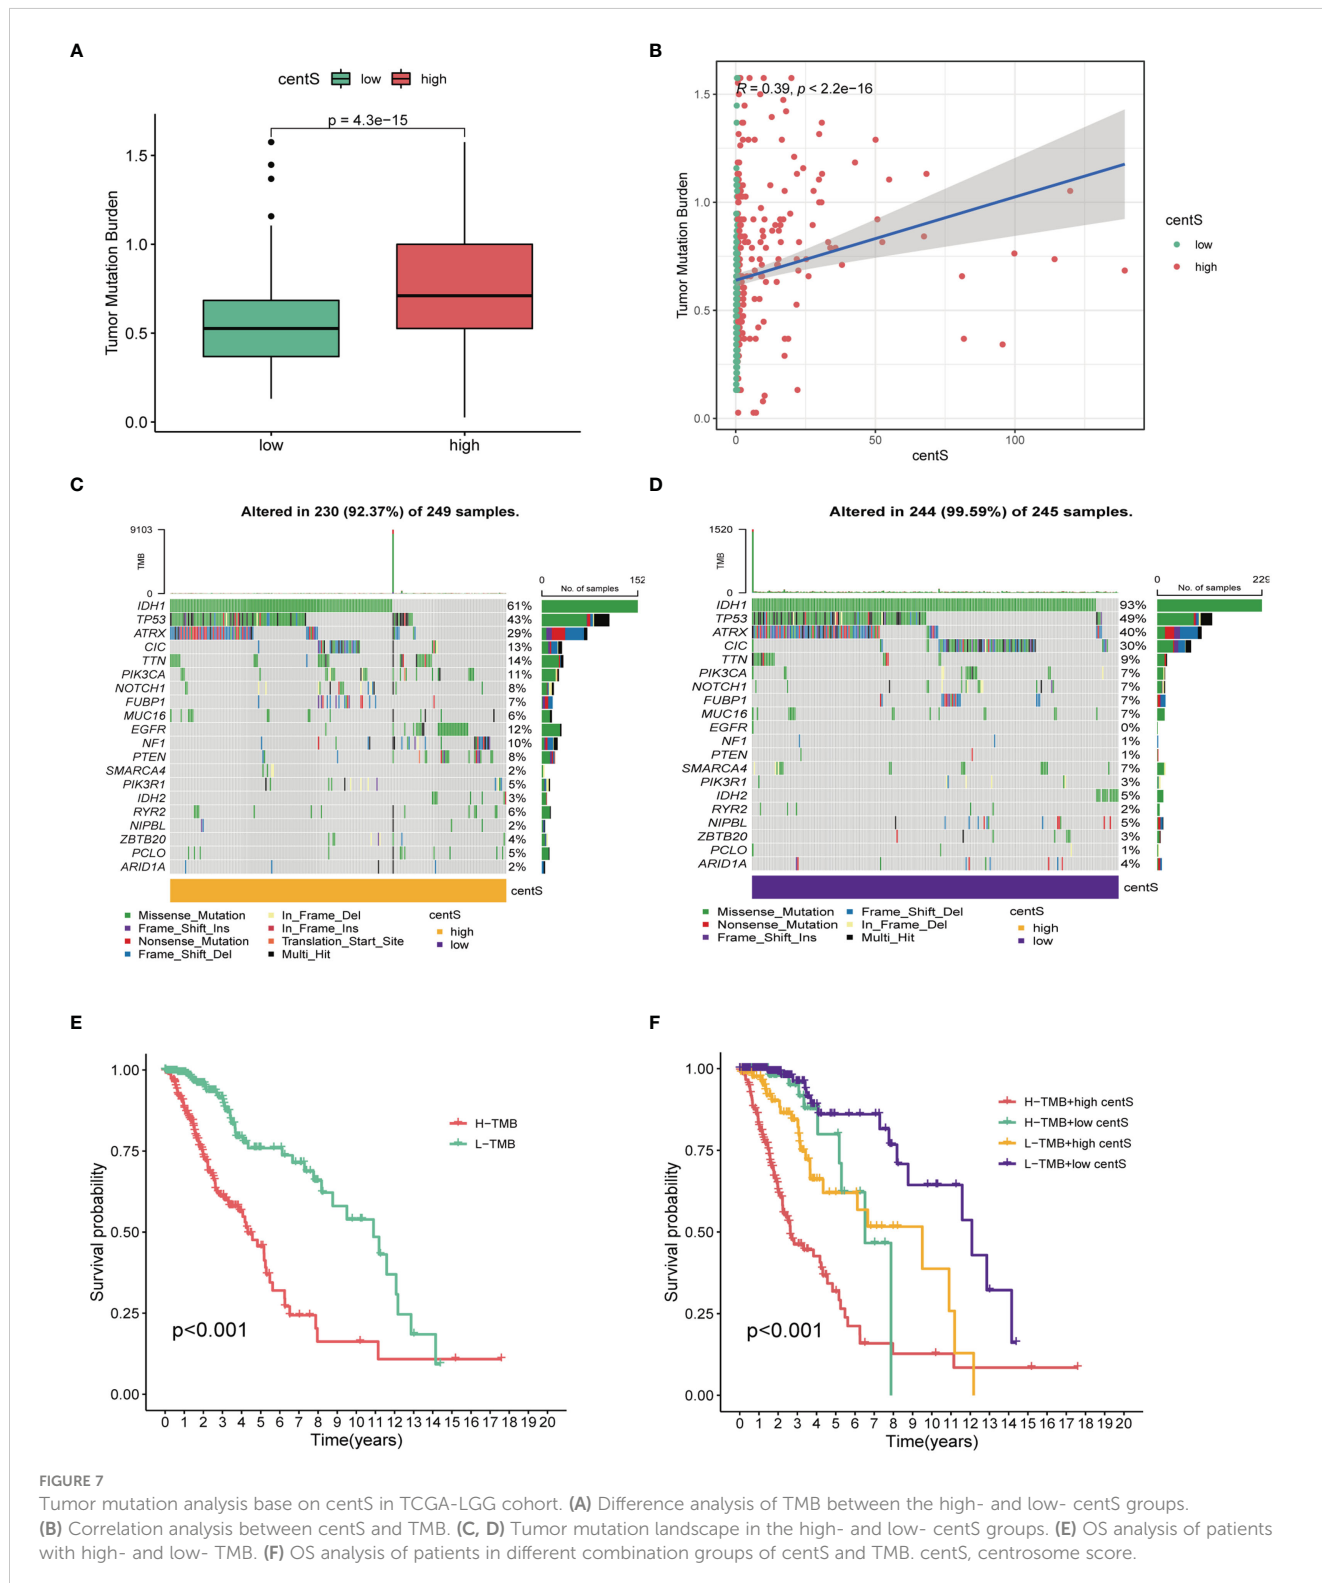 A
centS low high
p = 4.3e−15
Tumor Mutation Burden
1.5
1.0
0.5
0.0
low high
B
R = 0.39, p < 2.2e−16
Tumor Mutation Burden
1.5
1.0
0.5
0.0
0 50 100
centS
centS
low
high
C
Altered in 230 (92.37%) of 249 samples.
9103
TMB
0
0 152
No. of samples
IDH1 61%
TP53 43%
ATRX 29%
CIC 13%
TTN 14%
PIK3CA 11%
NOTCH1 8%
FUBP1 7%
MUC16 6%
EGFR 12%
NF1 10%
PTEN 8%
SMARCA4 2%
PIK3R1 5%
IDH2 3%
RYR2 6%
NIPBL 2%
ZBTB20 4%
PCLO 5%
ARID1A 2%
centS
Missense_Mutation In_Frame_Del centS
Frame_Shift_Ins In_Frame_Ins high
Nonsense_Mutation Translation_Start_Site low
Frame_Shift_Del Multi_Hit
D
Altered in 244 (99.59%) of 245 samples.
1520
TMB
0
0 229
No. of samples
IDH1 93%
TP53 49%
ATRX 40%
CIC 30%
TTN 9%
PIK3CA 7%
NOTCH1 7%
FUBP1 7%
MUC16 7%
EGFR 0%
NF1 1%
PTEN 1%
SMARCA4 7%
PIK3R1 3%
IDH2 5%
RYR2 2%
NIPBL 5%
ZBTB20 3%
PCLO 1%
ARID1A 4%
centS
Missense_Mutation Frame_Shift_Del centS
Nonsense_Mutation In_Frame_Del high
Frame_Shift_Ins Multi_Hit low
E
Survival probability
1.00
0.75
0.50
0.25
0.00
H−TMB
L−TMB
p<0.001
0 1 2 3 4 5 6 7 8 9 10 11 12 13 14 15 16 17 18 19 20
Time(years)
F
Survival probability
1.00
0.75
0.50
0.25
0.00
H−TMB+high centS
H−TMB+low centS
L−TMB+high centS
L−TMB+low centS
p<0.001
0 1 2 3 4 5 6 7 8 9 10 11 12 13 14 15 16 17 18 19 20
Time(years)
FIGURE 7
Tumor mutation analysis base on centS in TCGA-LGG cohort. (A) Difference analysis of TMB between the high- and low- centS groups.
(B) Correlation analysis between centS and TMB. (C, D) Tumor mutation landscape in the high- and low- centS groups. (E) OS analysis of patients
with high- and low- TMB. (F) OS analysis of patients in different combination groups of centS and TMB. centS, centrosome score.